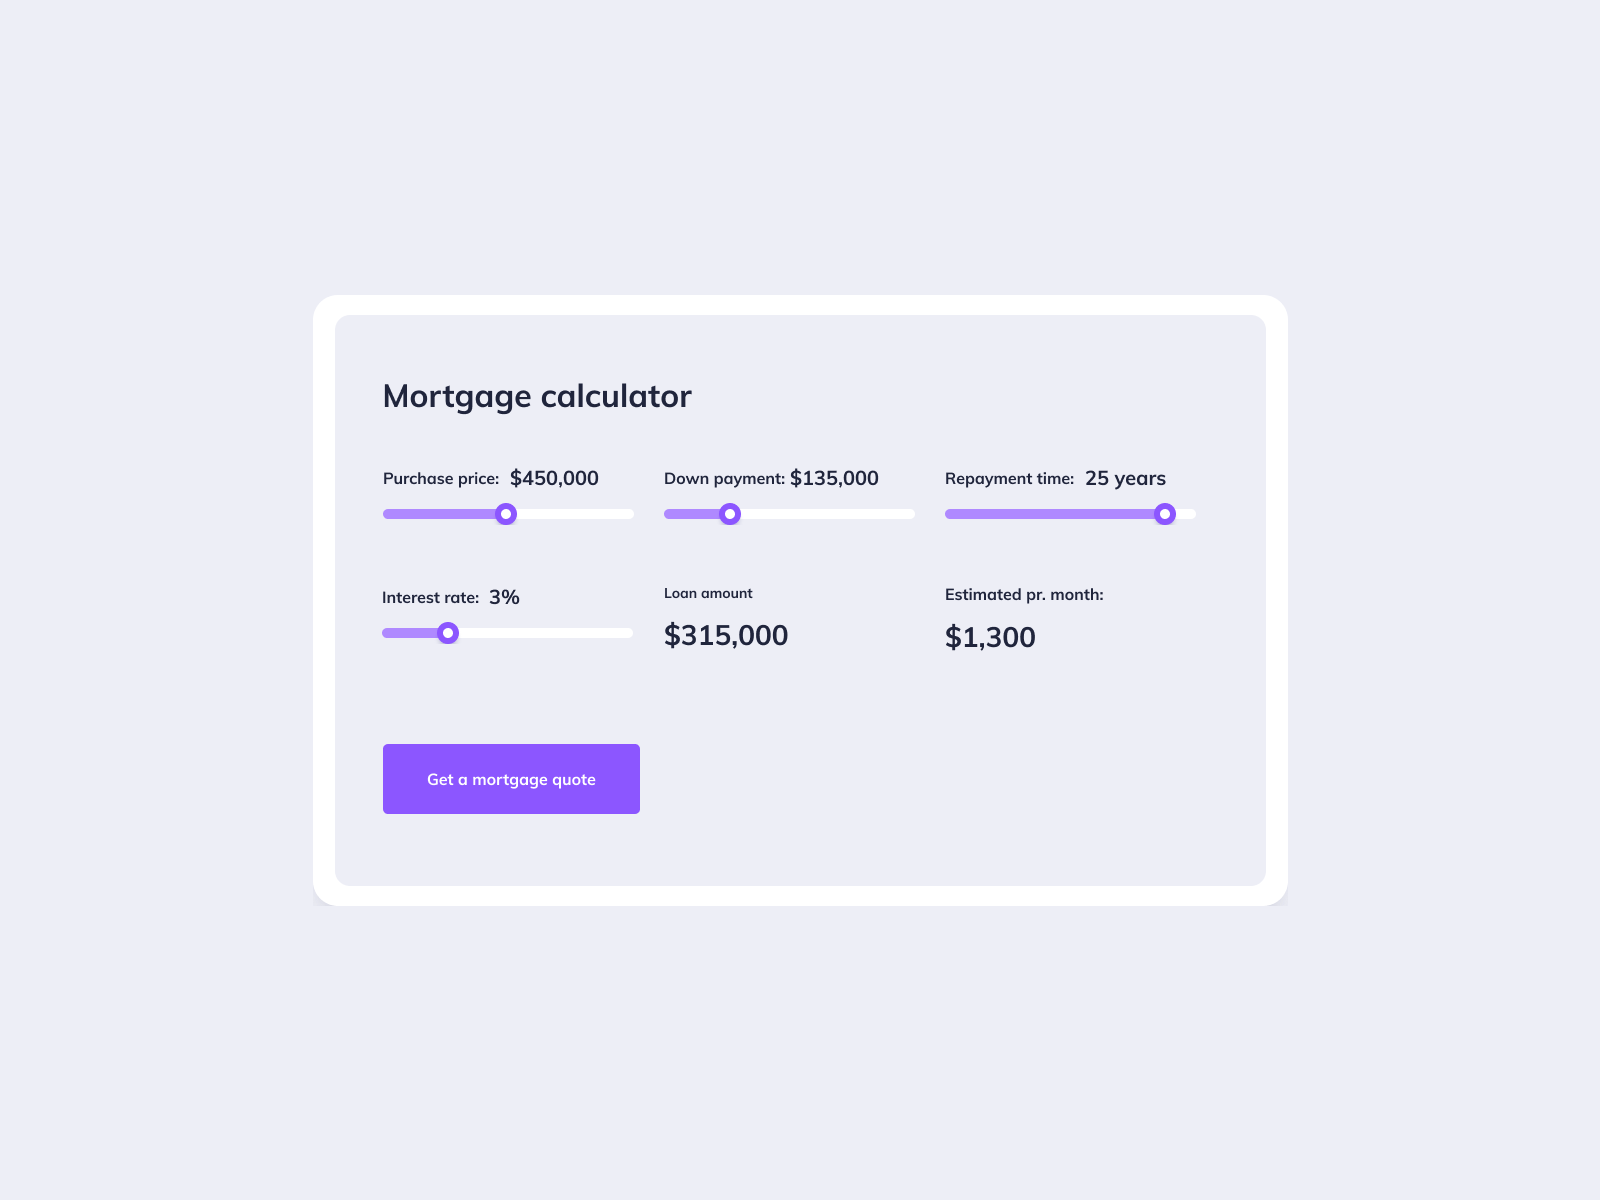 Mortgage calculator
Purchase price: $450,000
Down payment: $135,000
Repayment time: 25 years
Interest rate: 3%
Loan amount
$315,000
Estimated pr. month:
$1,300
Get a mortgage quote